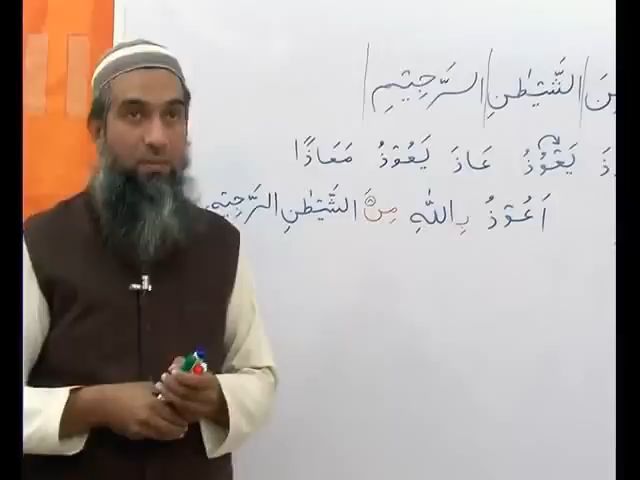 نَ الشَّيْطٰنِ الرَّجِيْمِ
ذَ يَعْوُذُ عَاذَ يَعُوْذُ مَعَاذًا
اَعُوْذُ بِاللّٰهِ مِنَ الشَّيْطٰنِ الرَّجِيْمِ